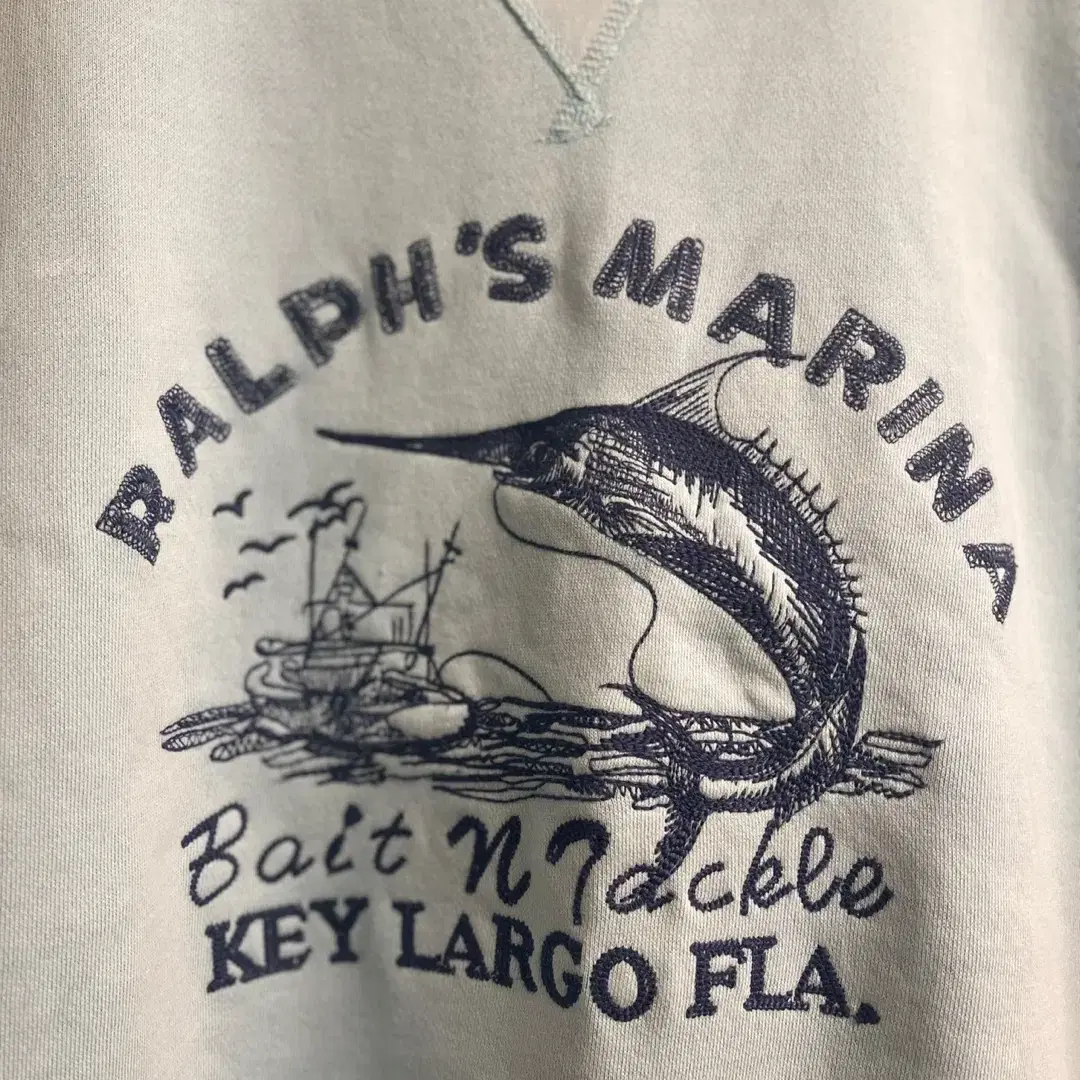 RALPH'S MARINA
Bait N Tackle
KEY LARGO FLA.